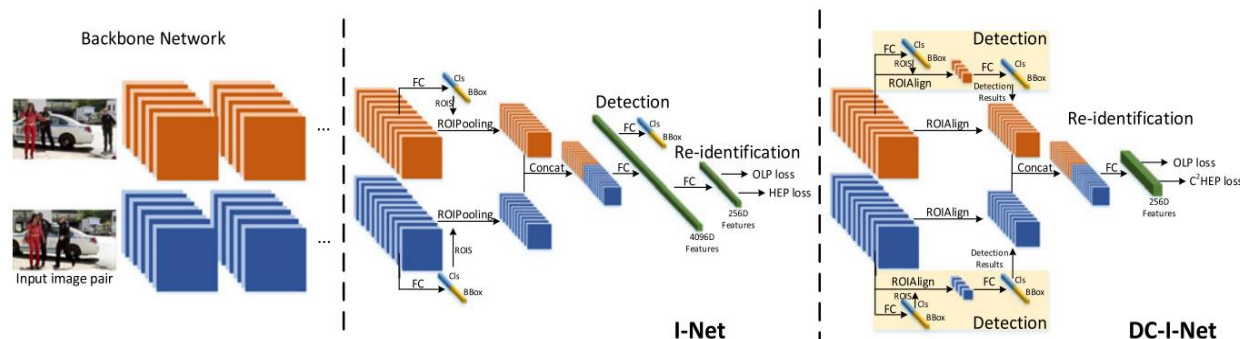 Backbone Network
...
...
Input image pair
FC
Cls
BBox
ROIS
ROIPooling
Concat
ROIPooling
ROIS
FC
Cls
BBox
Detection
FC
Cls
BBox
FC
4096D
Features
Re-identification
FC
OLP loss
HEP loss
256D
Features
I-Net
Detection
FC
Cls
BBox
ROIS
ROIAlign
FC
Cls
BBox
Detection
Results
ROIAlign
Concat
ROIAlign
Re-identification
FC
OLP loss
C²HEP loss
256D
Features
Detection
Results
ROIAlign
ROIS
Cls
BBox
FC
FC
Cls
BBox
Detection
DC-I-Net